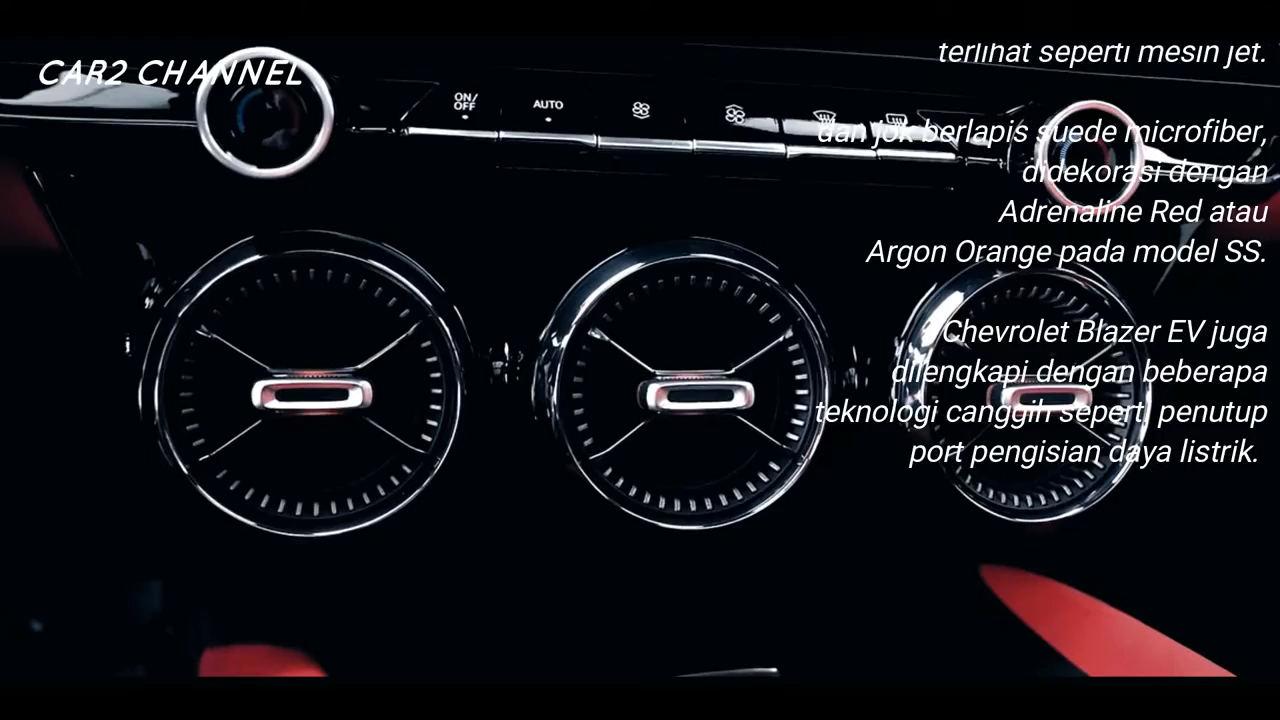 CAR2 CHANNEL
ON/
OFF
AUTO
terlihat seperti mesin jet.
dan jok berlapis suede microfiber,
didekorasi dengan
Adrenaline Red atau
Argon Orange pada model SS.
Chevrolet Blazer EV juga
dilengkapi dengan beberapa
teknologi canggih seperti penutup
port pengisian daya listrik.